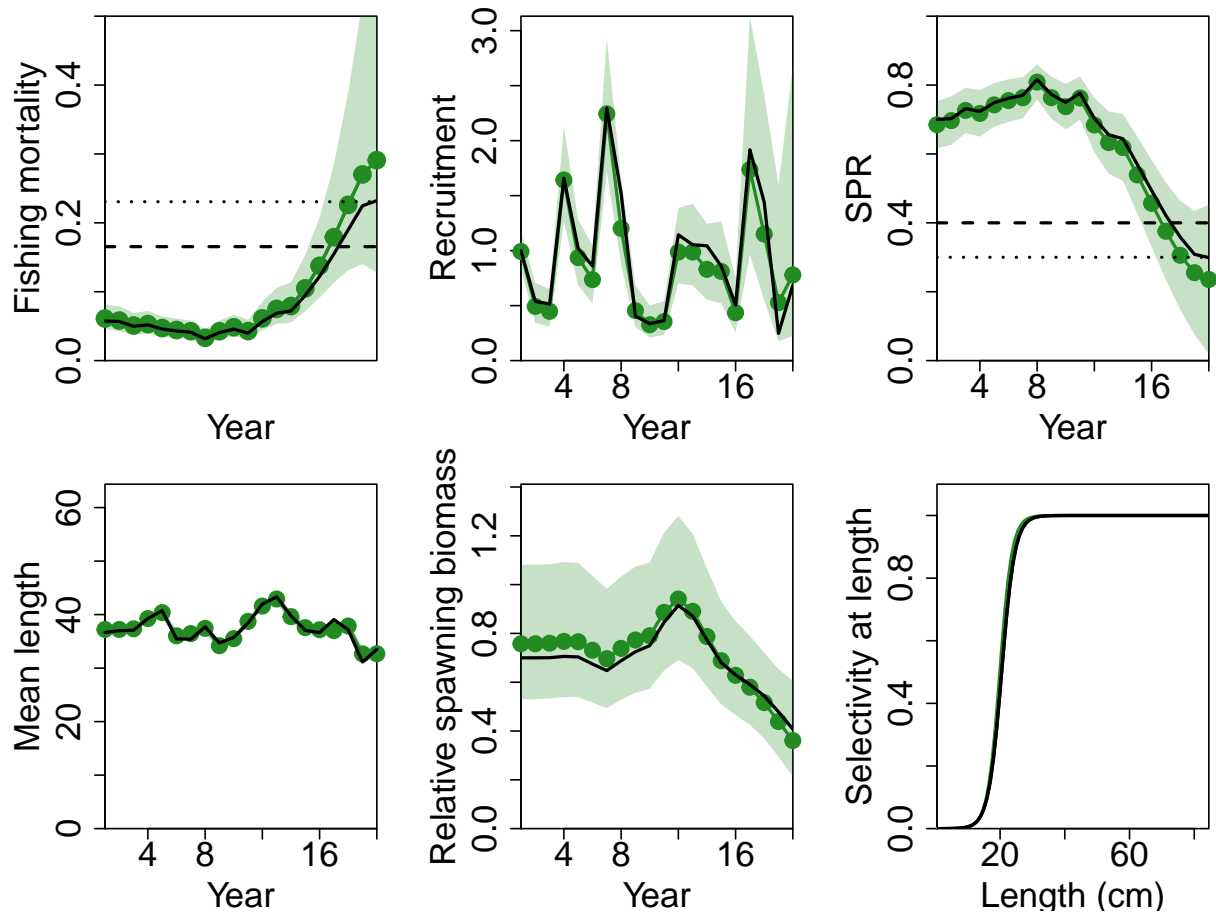 Fishing mortality
0.0 0.2 0.4
Year
Recruitment
0.0 1.0 2.0 3.0
4 8 16
Year
SPR
0.0 0.4 0.8
4 8 16
Year
Mean length
0 20 40 60
4 8 16
Year
Relative spawning biomass
0.0 0.4 0.8 1.2
4 8 16
Year
Selectivity at length
0.0 0.4 0.8
20 60
Length (cm)